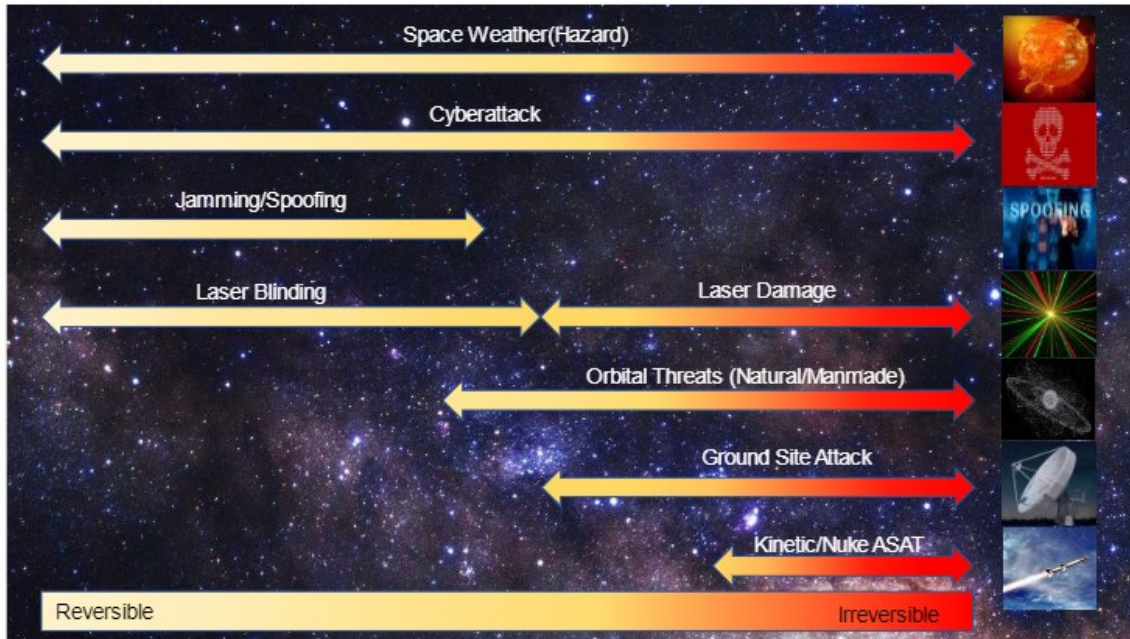 Space Weather(Hazard)
Cyberattack
Jamming/Spoofing
SPOOFING
Laser Blinding
Laser Damage
Orbital Threats (Natural/Manmade)
Ground Site Attack
Kinetic/Nuke ASAT
Reversible
Irreversible